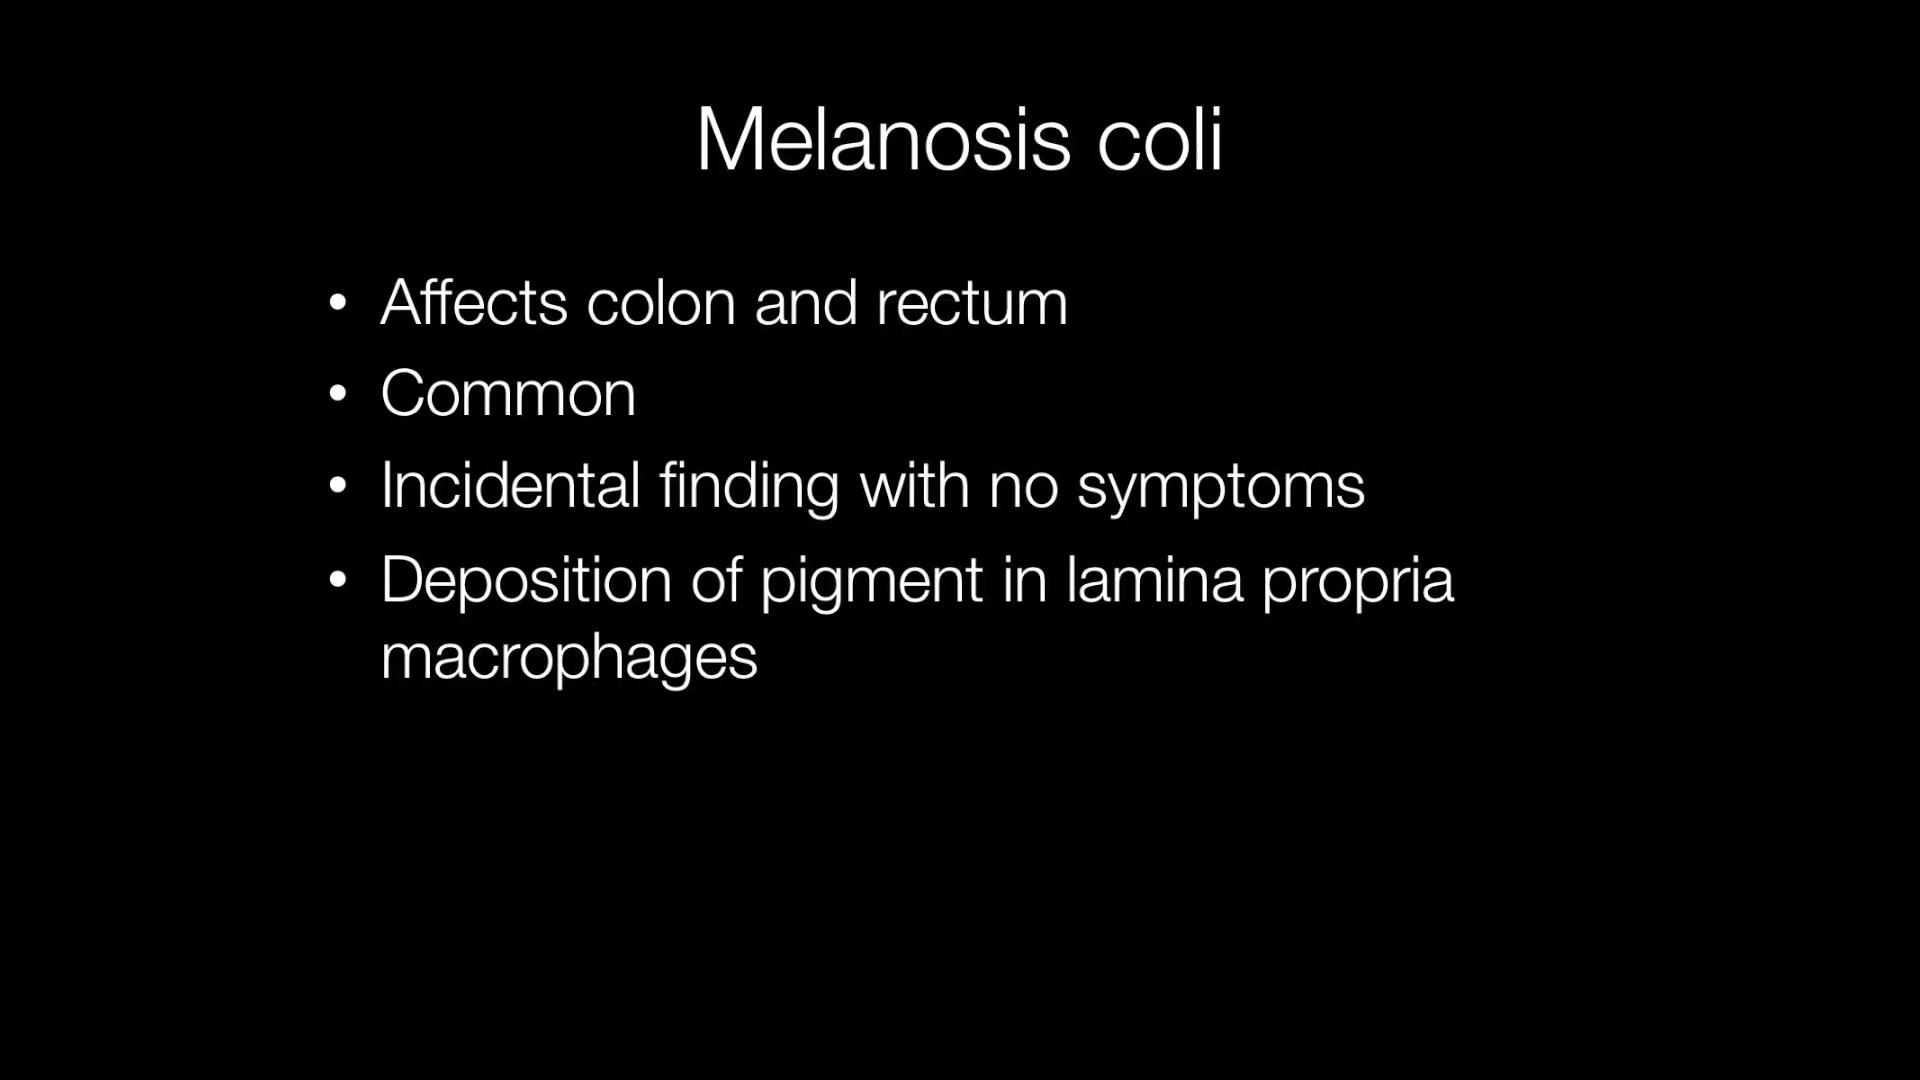 Melanosis coli
• Affects colon and rectum
• Common
• Incidental finding with no symptoms
• Deposition of pigment in lamina propria
macrophages